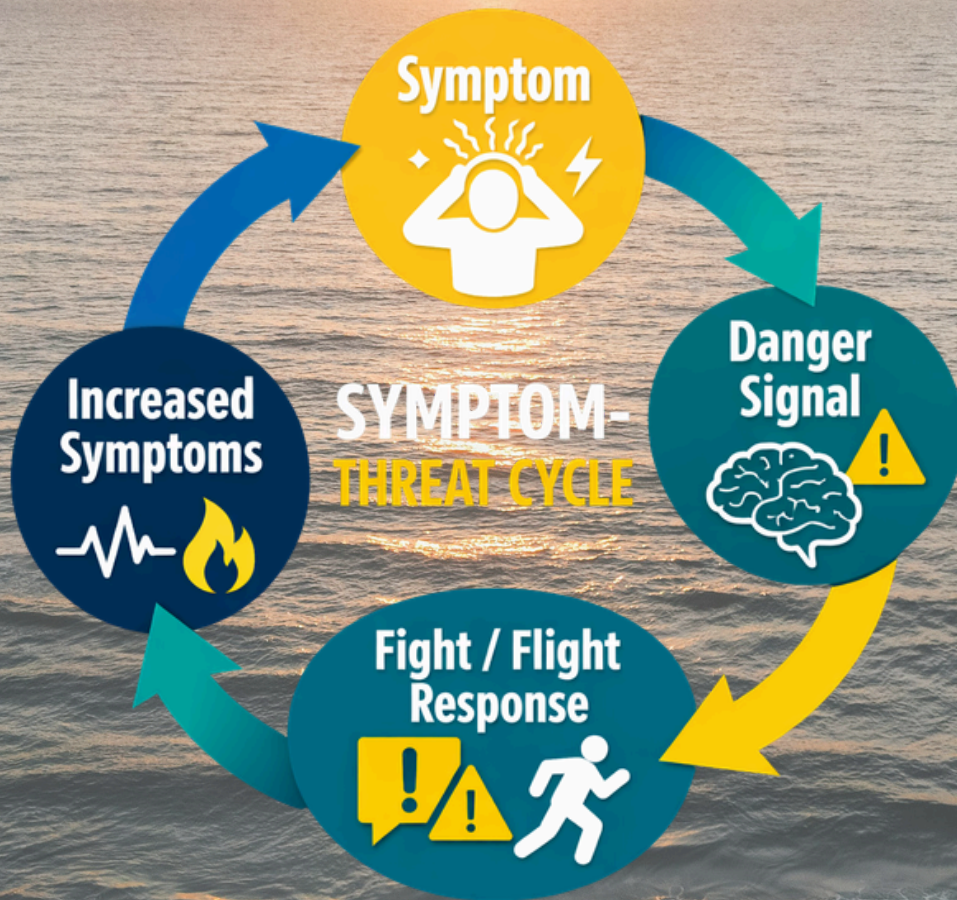 Symptom
Danger
Signal
Fight / Flight
Response
Increased
Symptoms
SYMPTOM-
THREAT CYCLE